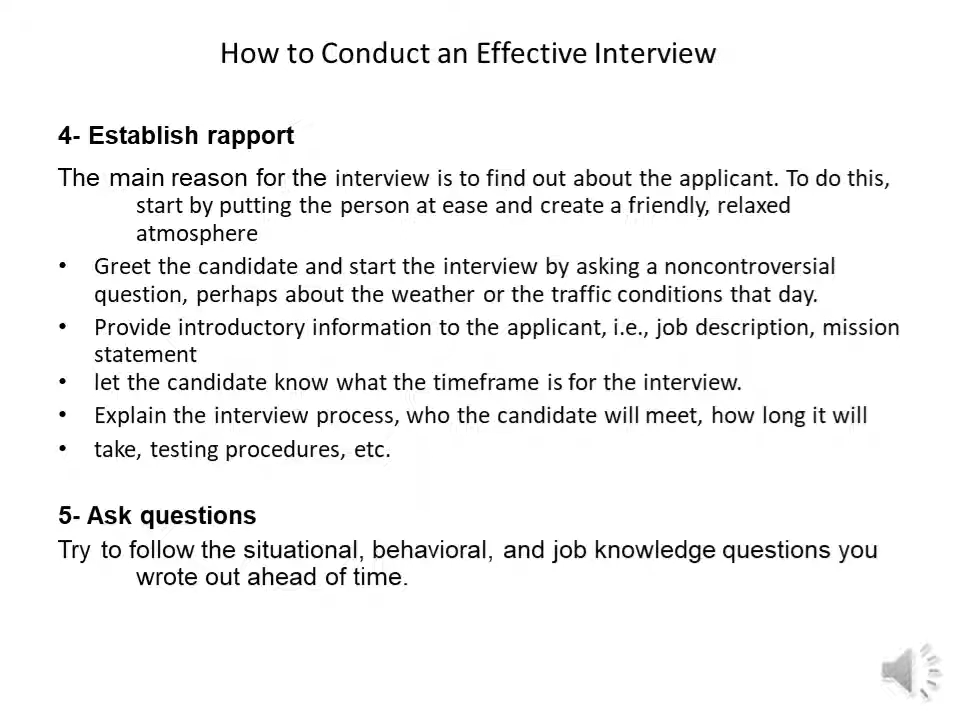 How to Conduct an Effective Interview
4- Establish rapport
The main reason for the interview is to find out about the applicant. To do this,
start by putting the person at ease and create a friendly, relaxed
atmosphere
• Greet the candidate and start the interview by asking a noncontroversial
question, perhaps about the weather or the traffic conditions that day.
• Provide introductory information to the applicant, i.e., job description, mission
statement
• let the candidate know what the timeframe is for the interview.
• Explain the interview process, who the candidate will meet, how long it will
• take, testing procedures, etc.
5- Ask questions
Try to follow the situational, behavioral, and job knowledge questions you
wrote out ahead of time.